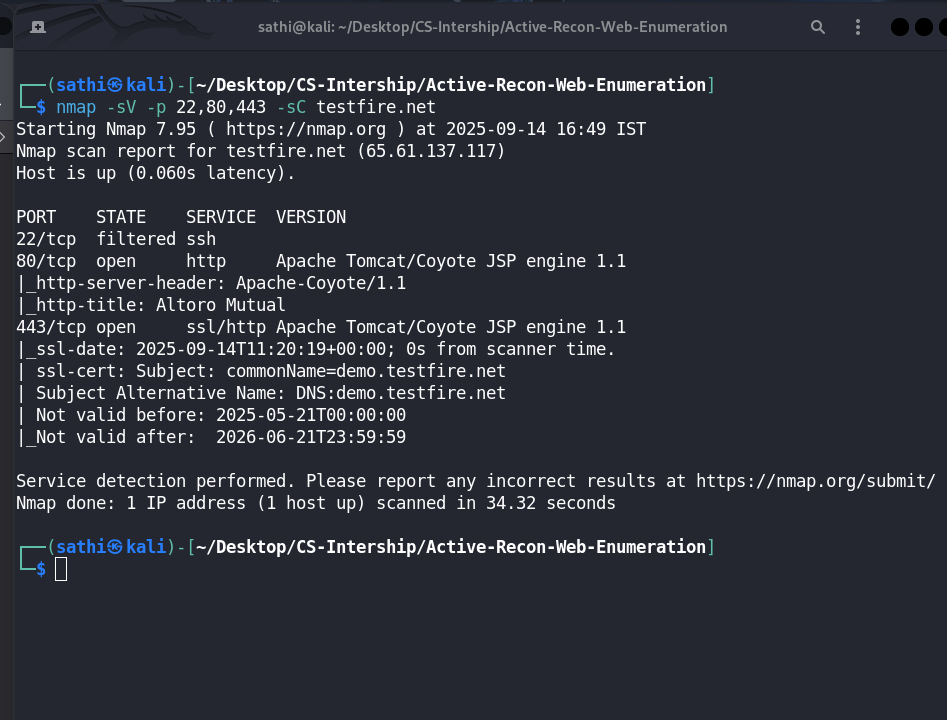 sathi@kali: ~/Desktop/CS-Intership/Active-Recon-Web-Enumeration
┌──(sathi㉿kali)-[~/Desktop/CS-Intership/Active-Recon-Web-Enumeration]
└─$ nmap -sV -p 22,80,443 -sC testfire.net
Starting Nmap 7.95 ( https://nmap.org ) at 2025-09-14 16:49 IST
Nmap scan report for testfire.net (65.61.137.117)
Host is up (0.060s latency).
PORT    STATE    SERVICE  VERSION
22/tcp  filtered ssh
80/tcp  open     http     Apache Tomcat/Coyote JSP engine 1.1
|_http-server-header: Apache-Coyote/1.1
|_http-title: Altoro Mutual
443/tcp open     ssl/http Apache Tomcat/Coyote JSP engine 1.1
|_ssl-date: 2025-09-14T11:20:19+00:00; 0s from scanner time.
| ssl-cert: Subject: commonName=demo.testfire.net
| Subject Alternative Name: DNS:demo.testfire.net
| Not valid before: 2025-05-21T00:00:00
|_Not valid after:  2026-06-21T23:59:59
Service detection performed. Please report any incorrect results at https://nmap.org/submit/
Nmap done: 1 IP address (1 host up) scanned in 34.32 seconds
┌──(sathi㉿kali)-[~/Desktop/CS-Intership/Active-Recon-Web-Enumeration]
└─$